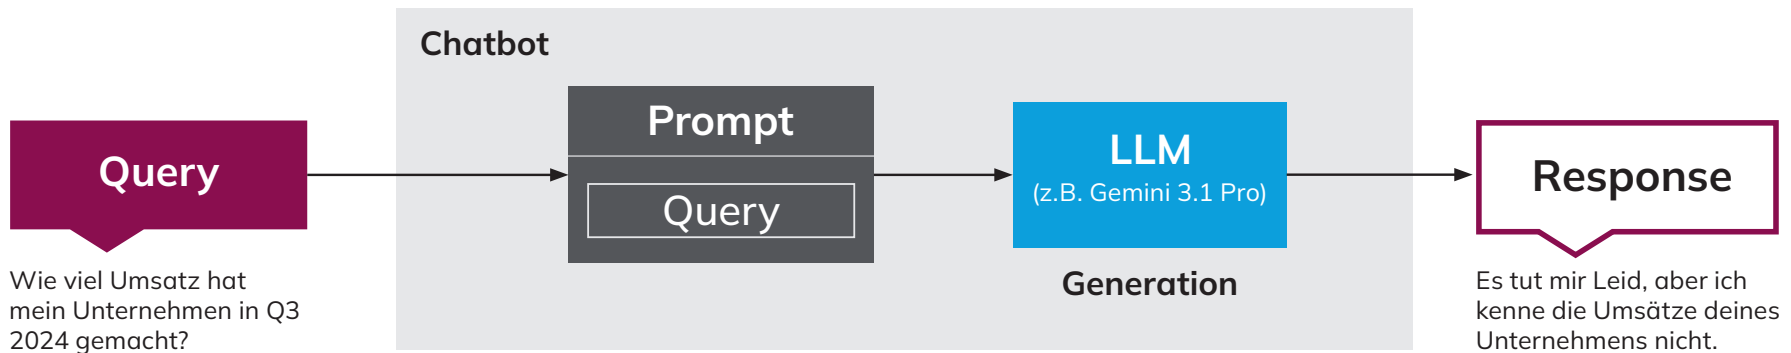 Chatbot
Query
Wie viel Umsatz hat
mein Unternehmen in Q3
2024 gemacht?
Prompt
Query
LLM
(z.B. Gemini 3.1 Pro)
Generation
Response
Es tut mir Leid, aber ich
kenne die Umsätze deines
Unternehmens nicht.